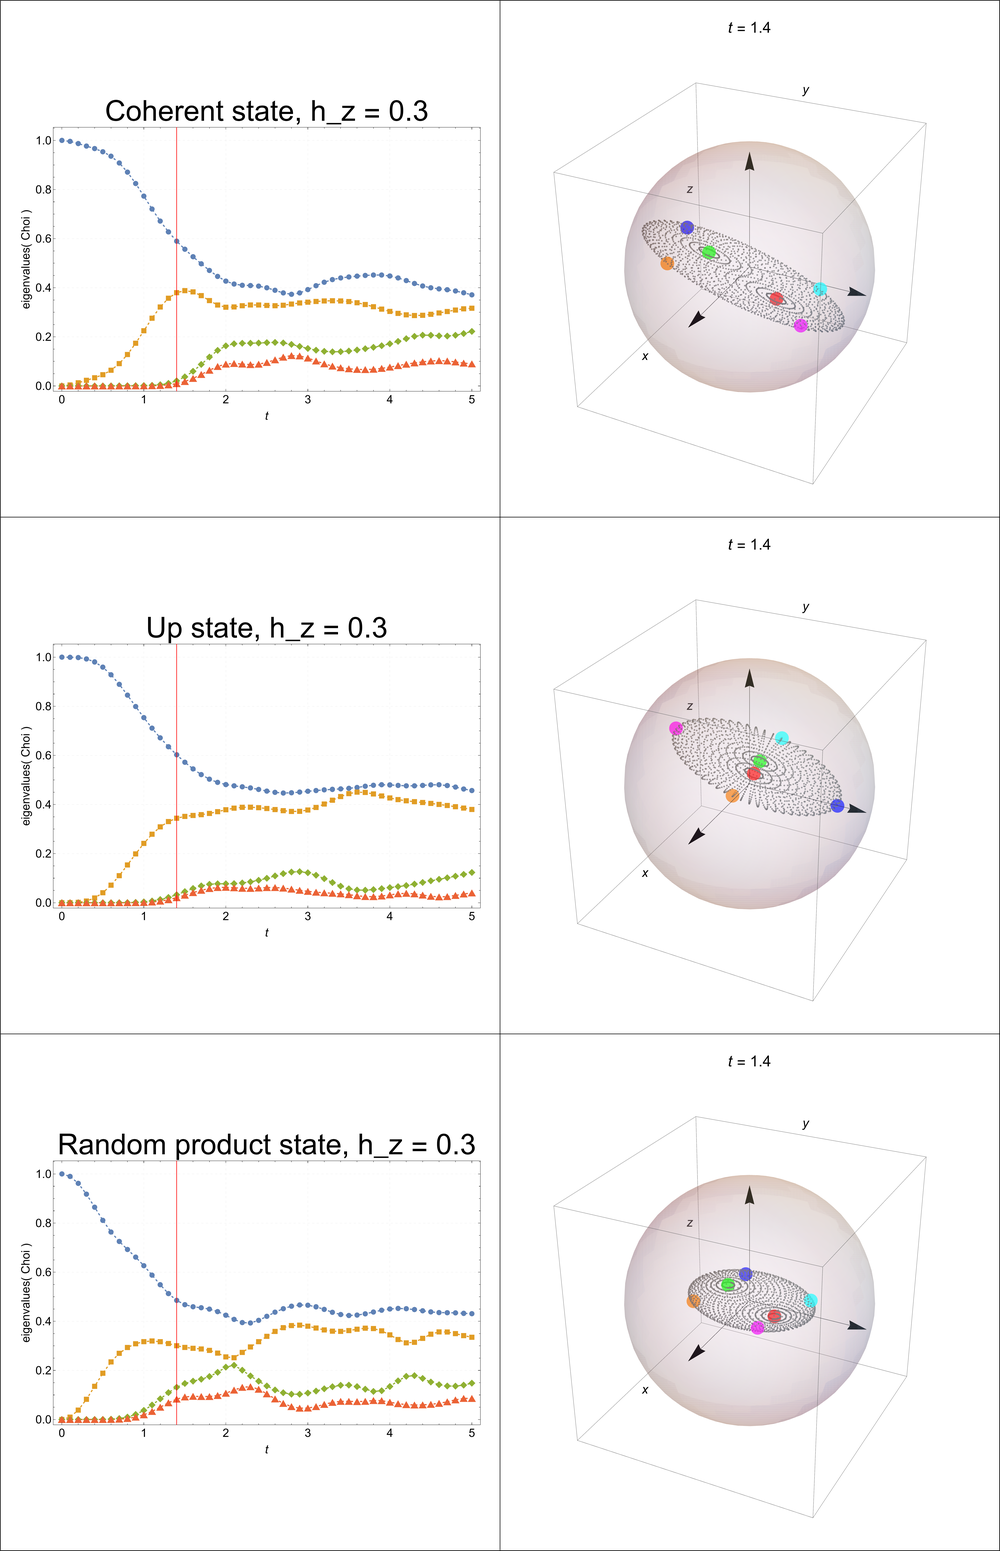 t = 1.4
y
Coherent state, h_z = 0.3
1.0
0.8
0.6
0.4
0.2
0.0
eigenvalues( Choi )
0 1 2 3 4 5
t
z
x
t = 1.4
y
Up state, h_z = 0.3
1.0
0.8
0.6
0.4
0.2
0.0
eigenvalues( Choi )
0 1 2 3 4 5
t
z
x
t = 1.4
y
Random product state, h_z = 0.3
1.0
0.8
0.6
0.4
0.2
0.0
eigenvalues( Choi )
0 1 2 3 4 5
t
z
x